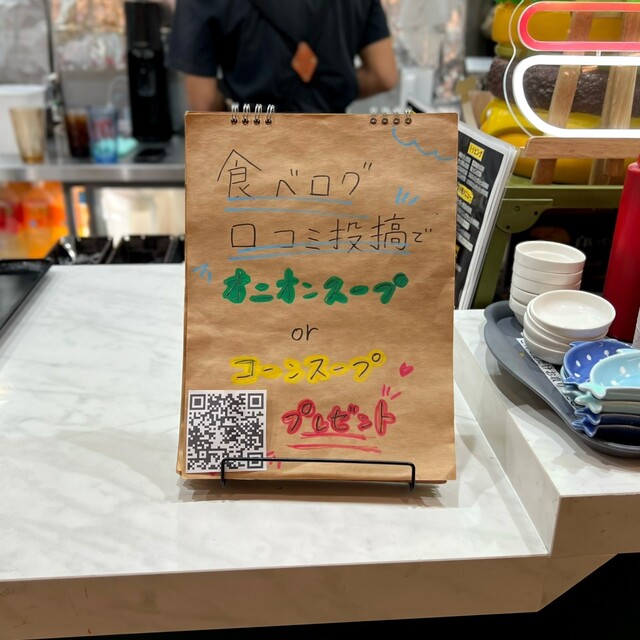 食べログ
口コミ投搞で
オニオンスープ
or
コーンスープ
プレゼント